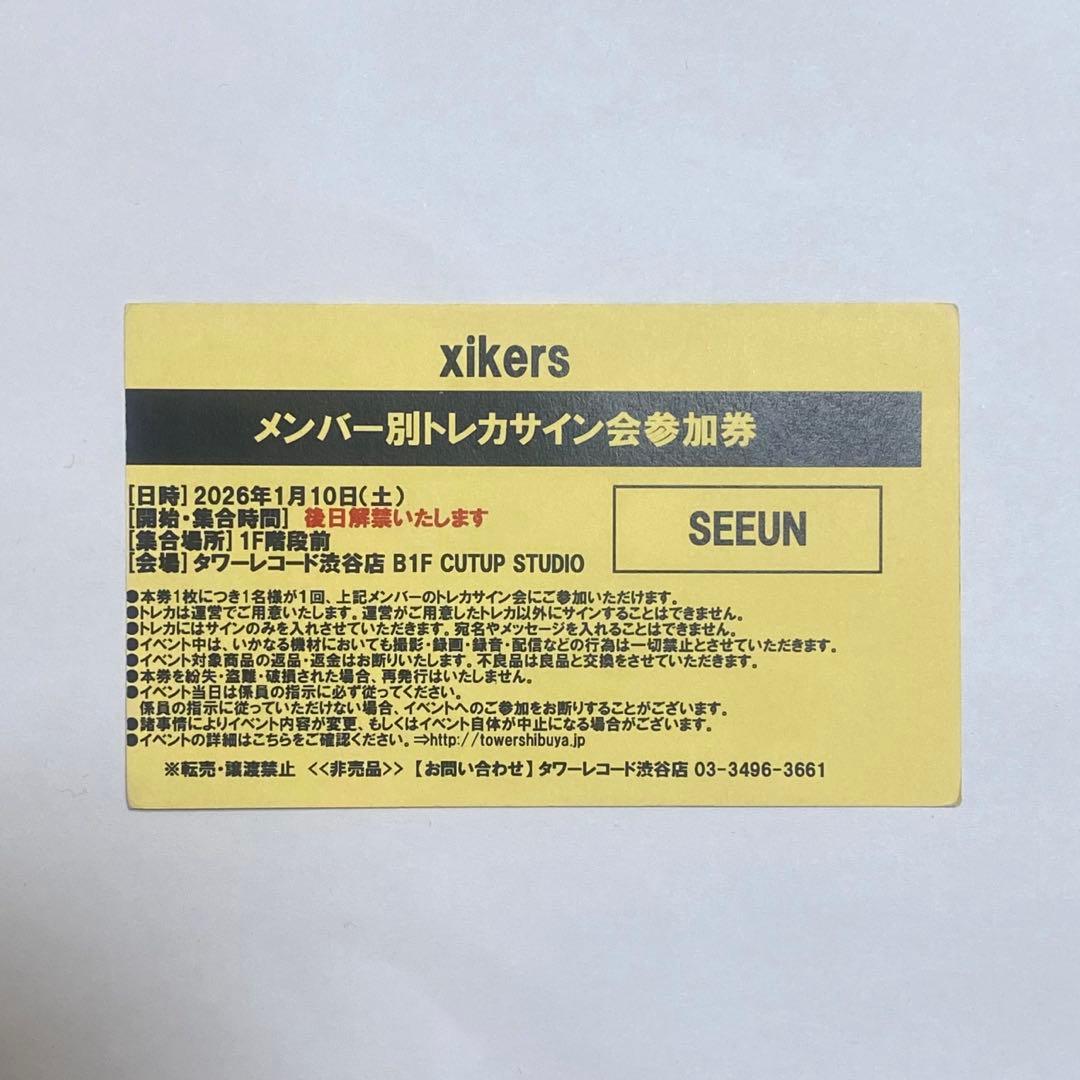 xikers
メンバー別トレカサイン会参加券
[日時] 2026年1月10日(土)
[開始・集合時間] 後日解禁いたします
[集合場所] 1F階段前
[会場] タワーレコード渋谷店 B1F CUTUP STUDIO
SEEUN
●本券1枚につき1名様が1回、上記メンバーのトレカサイン会にご参加いただけます。
●トレカは運営でご用意いたします。運営がご用意したトレカ以外にサインすることはできません。
●トレカにはサインのみを入れさせていただきます。宛名やメッセージを入れることはできません。
●イベント中は、いかなる機材においても撮影・録画・録音・配信などの行為は一切禁止とさせていただきます。
●イベント対象商品の返品・返金はお断りいたします。不良品は良品と交換をさせていただきます。
●本券を紛失・盗難・破損された場合、再発行はいたしません。
●イベント当日は係員の指示に必ず従ってください。
係員の指示に従っていただけない場合、イベントへのご参加をお断りすることがございます。
●諸事情によりイベント内容が変更、もしくはイベント自体が中止になる場合がございます。
●イベントの詳細はこちらをご確認ください。⇒http://towershibuya.jp
※転売・譲渡禁止 <<非売品>> 【お問い合わせ】タワーレコード渋谷店 03-3496-3661